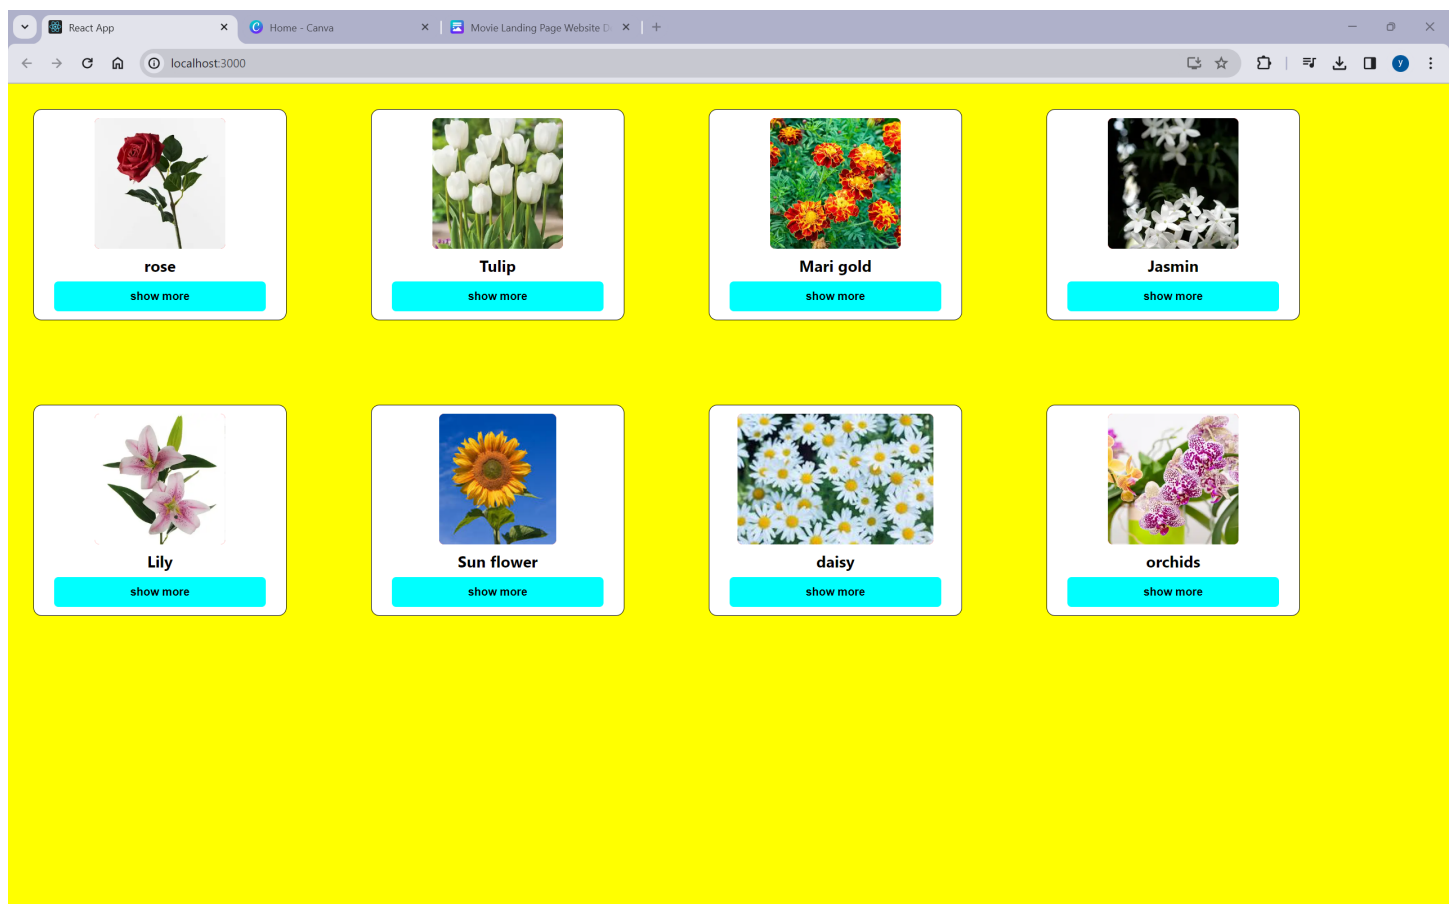 React App
Home - Canva
Movie Landing Page Website D
localhost:3000
y
rose
Tulip
Mari gold
Jasmin
show more
show more
show more
show more
Lily
Sun flower
daisy
orchids
show more
show more
show more
show more